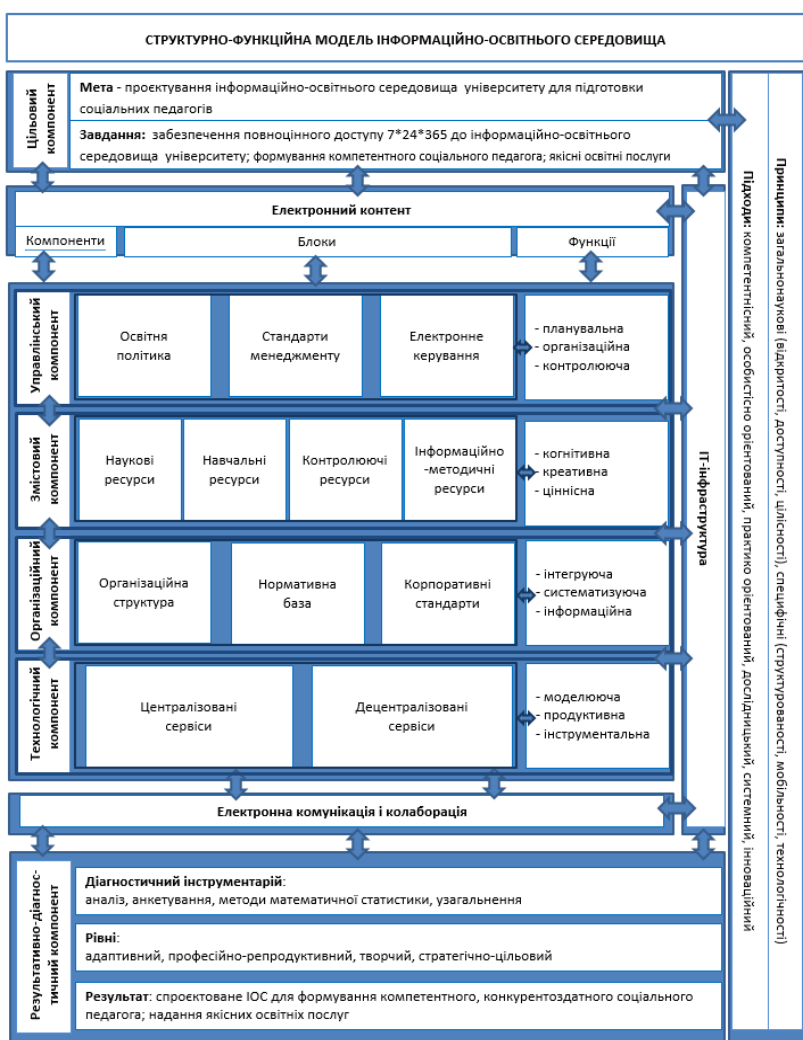 СТРУКТУРНО-ФУНКЦІЙНА МОДЕЛЬ ІНФОРМАЦІЙНО-ОСВІТНЬОГО СЕРЕДОВИЩА
Цільовий
компонент
Мета - проєктування інформаційно-освітнього середовища університету для підготовки
соціальних педагогів
Завдання: забезпечення повноцінного доступу 7*24*365 до інформаційно-освітнього
середовища університету; формування компетентного соціального педагога; якісні освітні послуги
Електронний контент
Компоненти
Блоки
Функції
Управлінський
компонент
Освітня
політика
Стандарти
менеджменту
Електронне
керування
- планувальна
- організаційна
- контролююча
Змістовий
компонент
Наукові
ресурси
Навчальні
ресурси
Контролюючі
ресурси
Інформаційно
-методичні
ресурси
- когнітивна
- креативна
- ціннісна
Організаційний
компонент
Організаційна
структура
Нормативна
база
Корпоративні
стандарти
- інтегруюча
- систематизуюча
- інформаційна
Технологічний
компонент
Централізовані
сервіси
Децентралізовані
сервіси
- моделююча
- продуктивна
- інструментальна
Електронна комунікація і колаборація
ІТ-інфраструктура
Результативно-діагнос-
тичний компонент
Діагностичний інструментарій:
аналіз, анкетування, методи математичної статистики, узагальнення
Рівні:
адаптивний, професійно-репродуктивний, творчий, стратегічно-цільовий
Результат: спроєктоване ІОС для формування компетентного, конкурентоздатного соціального
педагога; надання якісних освітніх послуг
Принципи: загальнонаукові (відкритості, доступності, цілісності), специфічні (структурованості, мобільності, технологічності)
Підходи: компетентнісний, особистісно орієнтований, практико орієнтований, дослідницький, системний, інноваційний